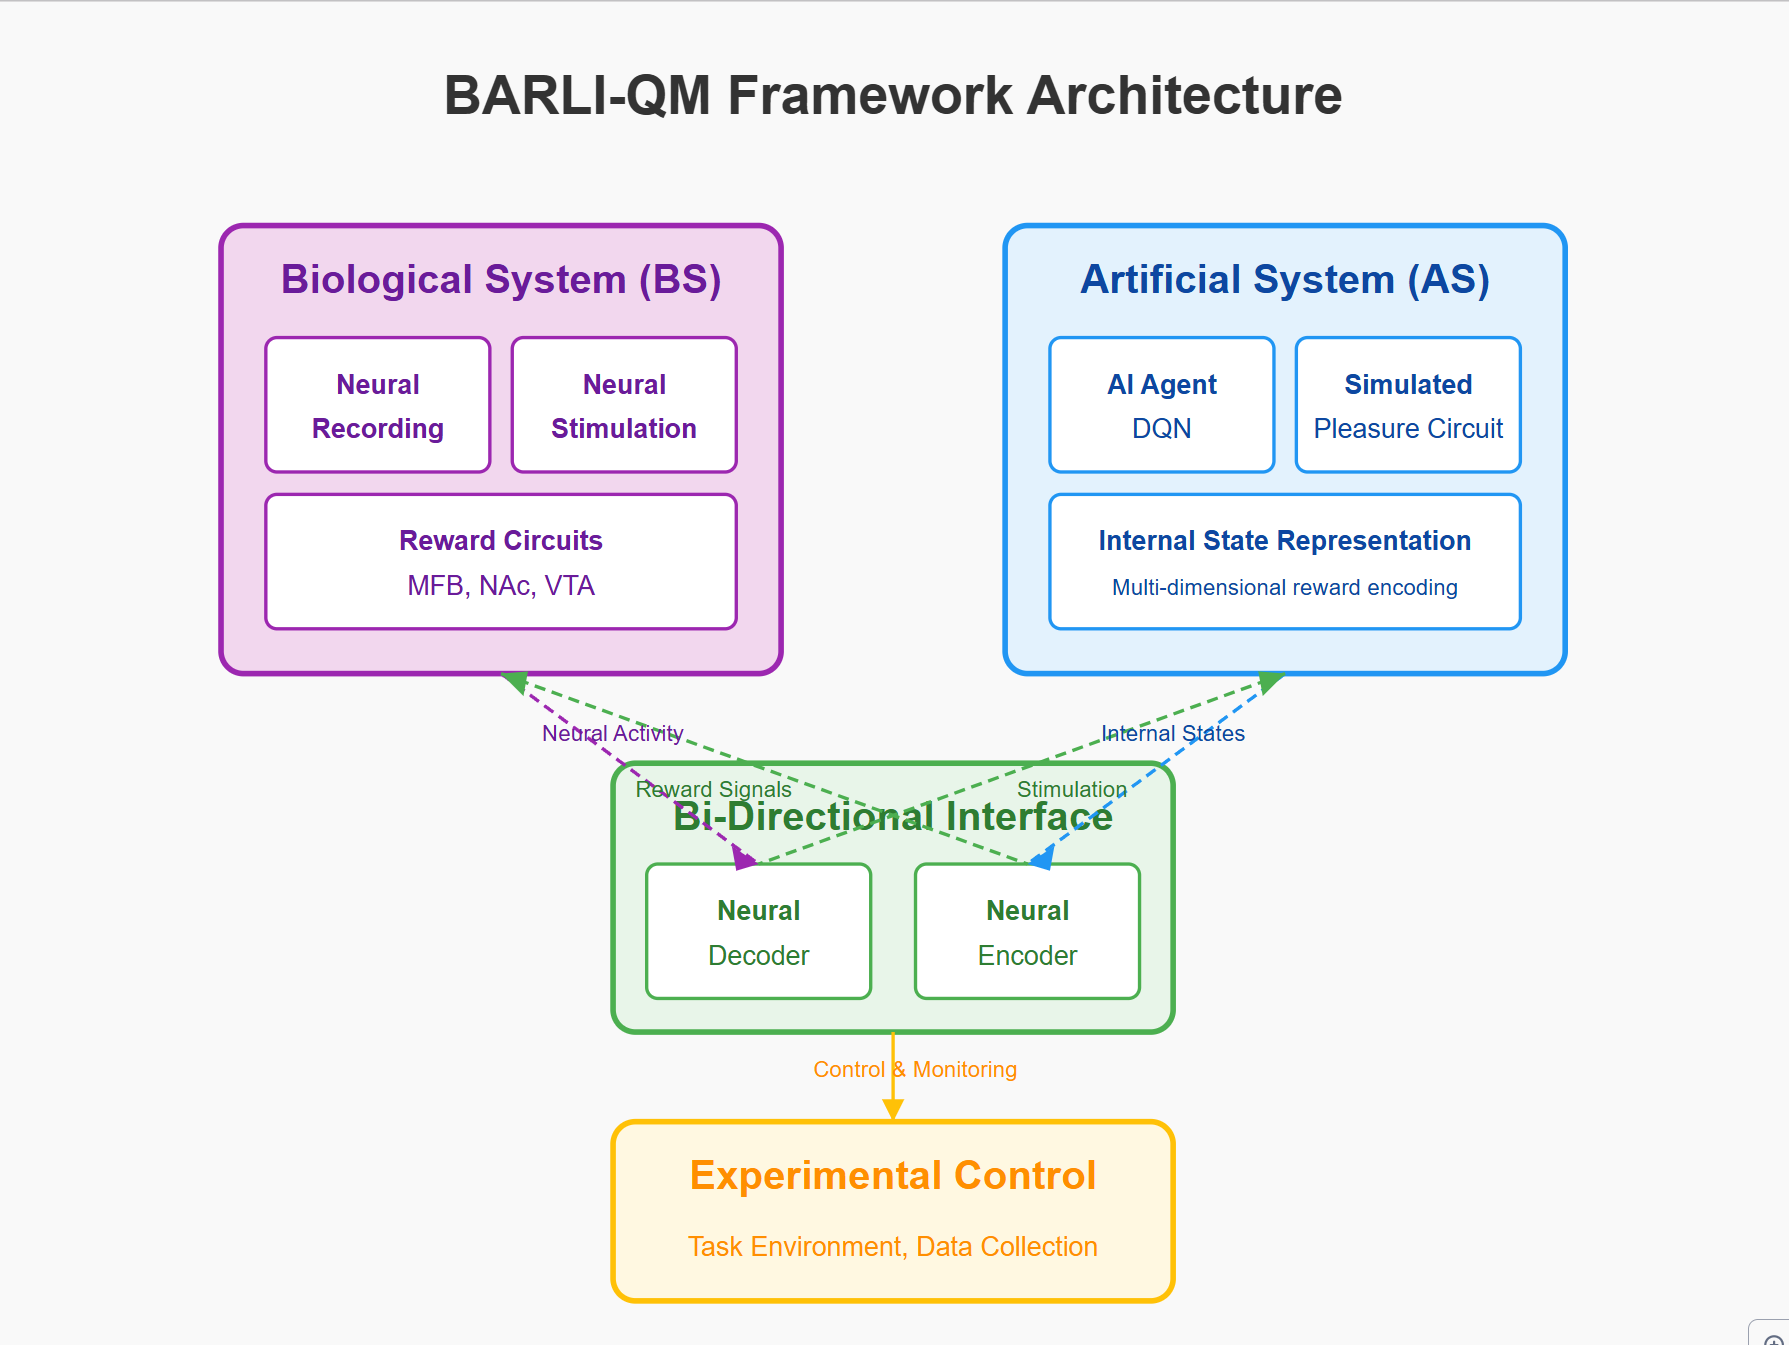 BARLI-QM Framework Architecture
Biological System (BS)
Neural
Recording
Neural
Stimulation
Reward Circuits
MFB, NAc, VTA
Artificial System (AS)
AI Agent
DQN
Simulated
Pleasure Circuit
Internal State Representation
Multi-dimensional reward encoding
Neural Activity
Internal States
Reward Signals
Stimulation
Bi-Directional Interface
Neural
Decoder
Neural
Encoder
Control & Monitoring
Experimental Control
Task Environment, Data Collection